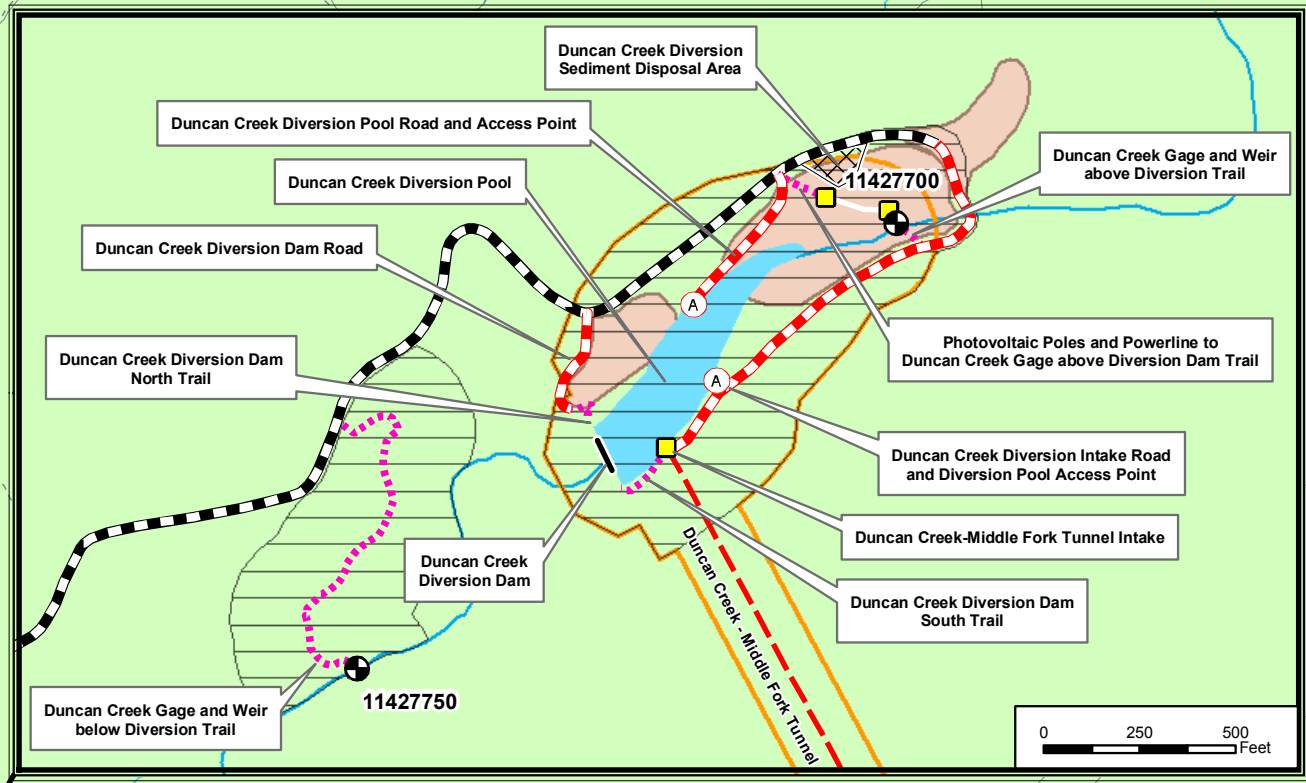 Duncan Creek Diversion
Sediment Disposal Area
Duncan Creek Diversion Pool Road and Access Point
Duncan Creek Gage and Weir
above Diversion Trail
Duncan Creek Diversion Pool
11427700
Duncan Creek Diversion Dam Road
A
Photovoltaic Poles and Powerline to
Duncan Creek Gage above Diversion Dam Trail
Duncan Creek Diversion Dam
North Trail
A
Duncan Creek Diversion Intake Road
and Diversion Pool Access Point
Duncan Creek-Middle Fork Tunnel Intake
Duncan Creek
Diversion Dam
Duncan Creek - Middle Fork Tunnel
Duncan Creek Diversion Dam
South Trail
11427750
Duncan Creek Gage and Weir
below Diversion Trail
0 250 500
Feet